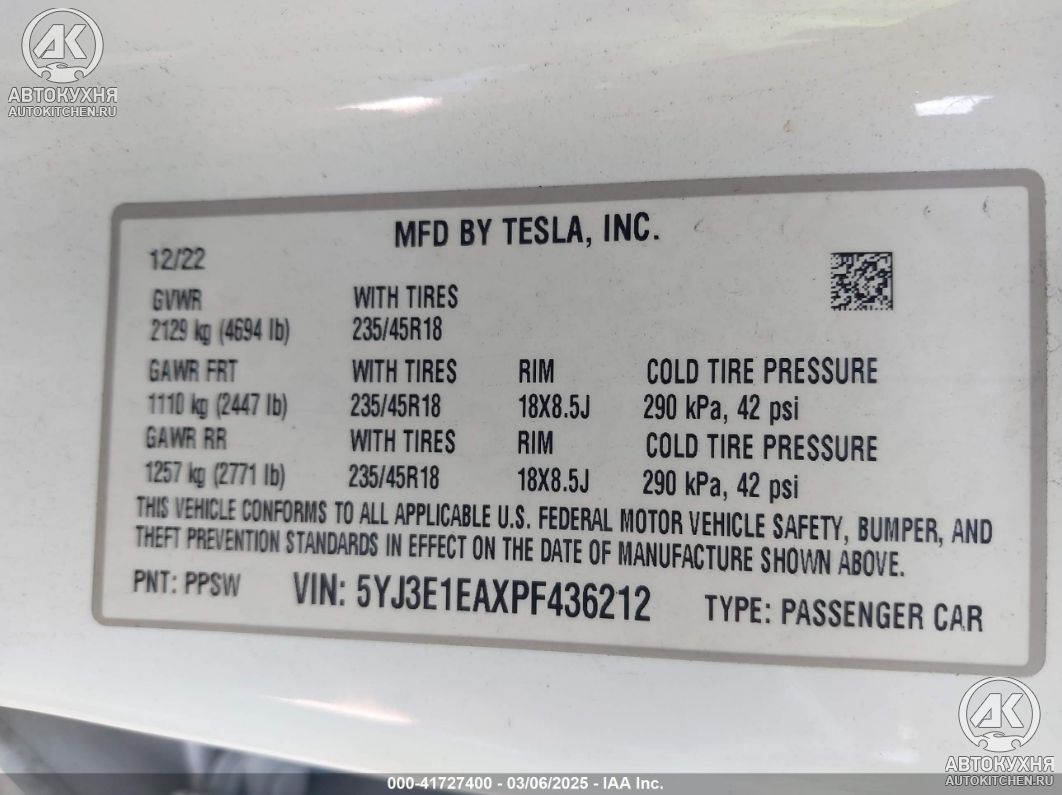 AK
АВТОКУХНЯ
AUTOKITCHEN.RU
MFD BY TESLA, INC.
12/22
GVWR WITH TIRES
2129 kg (4694 lb) 235/45R18
GAWR FRT WITH TIRES RIM COLD TIRE PRESSURE
1110 kg (2447 lb) 235/45R18 18X8.5J 290 kPa, 42 psi
GAWR RR WITH TIRES RIM COLD TIRE PRESSURE
1257 kg (2771 lb) 235/45R18 18X8.5J 290 kPa, 42 psi
THIS VEHICLE CONFORMS TO ALL APPLICABLE U.S. FEDERAL MOTOR VEHICLE SAFETY, BUMPER, AND
THEFT PREVENTION STANDARDS IN EFFECT ON THE DATE OF MANUFACTURE SHOWN ABOVE.
PNT: PPSW VIN: 5YJ3E1EAXPF436212 TYPE: PASSENGER CAR
AK
АВТОКУХНЯ
AUTOKITCHEN.RU
000-41727400 - 03/06/2025 - IAA Inc.